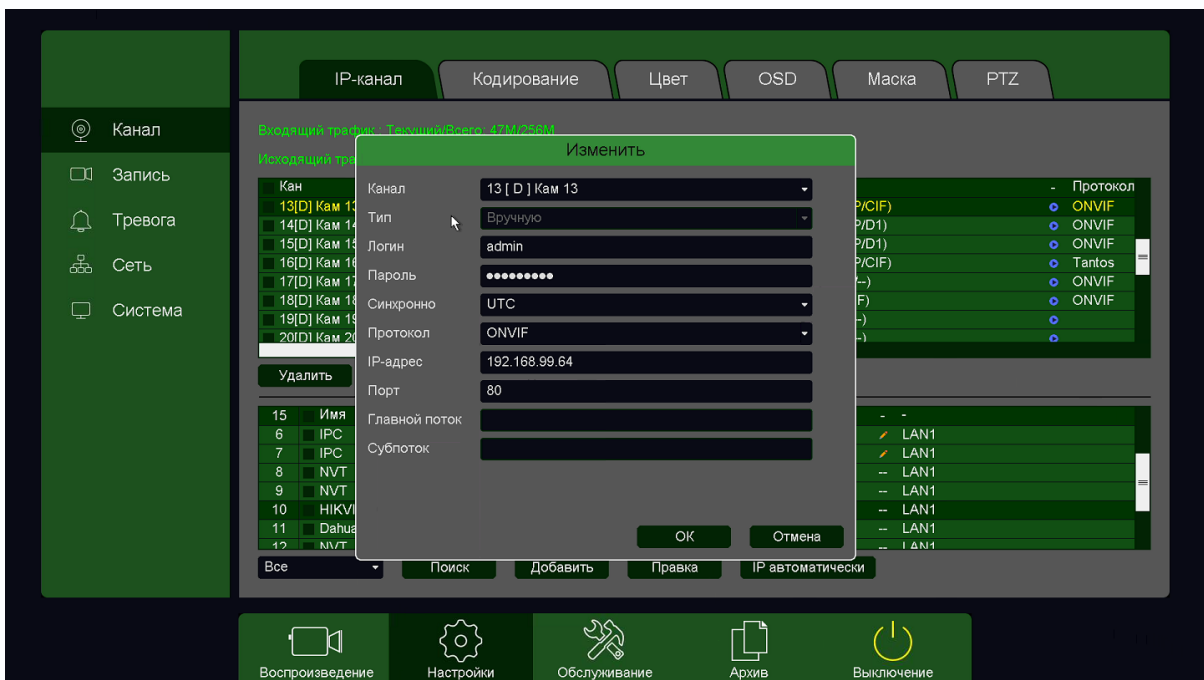 IP-канал Кодирование Цвет OSD Маска PTZ
Канал
Запись
Тревога
Сеть
Система
Входящий трафик : Текущий/Всего: 47M/256M
Исходящий тра
Кан - Протокол
13[D] Кам 13 P/CIF) ONVIF
14[D] Кам 14 P/D1) ONVIF
15[D] Кам 15 P/D1) ONVIF
16[D] Кам 16 P/CIF) Tantos
17[D] Кам 17 /--) ONVIF
18[D] Кам 18 F) ONVIF
19[D] Кам 19 -)
20[D] Кам 20 --)
Удалить
Изменить
Канал 13 [ D ] Кам 13
Тип Вручную
Логин admin
Пароль ●●●●●●●●●
Синхронно UTC
Протокол ONVIF
IP-адрес 192.168.99.64
Порт 80
Главной поток
Субпоток
OK Отмена
15 Имя - -
6 IPC LAN1
7 IPC LAN1
8 NVT -- LAN1
9 NVT -- LAN1
10 HIKVI -- LAN1
11 Dahua -- LAN1
12 NVT -- LAN1
Все Поиск Добавить Правка IP автоматически
Воспроизведение Настройки Обслуживание Архив Выключение